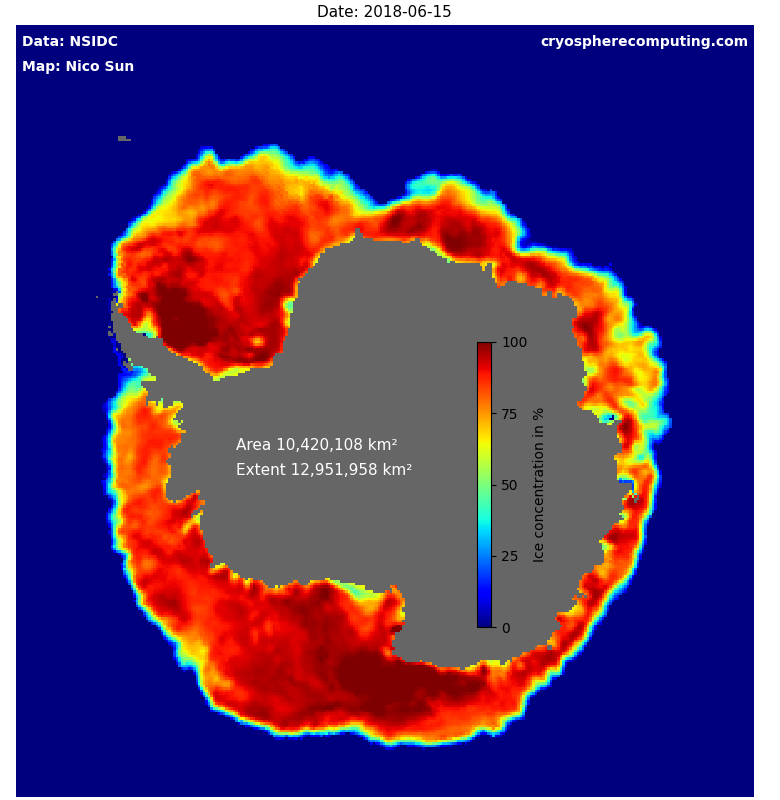 Date: 2018-06-15
Data: NSIDC
cryospherecomputing.com
Map: Nico Sun
100
75
50
25
0
Ice concentration in %
Area 10,420,108 km²
Extent 12,951,958 km²